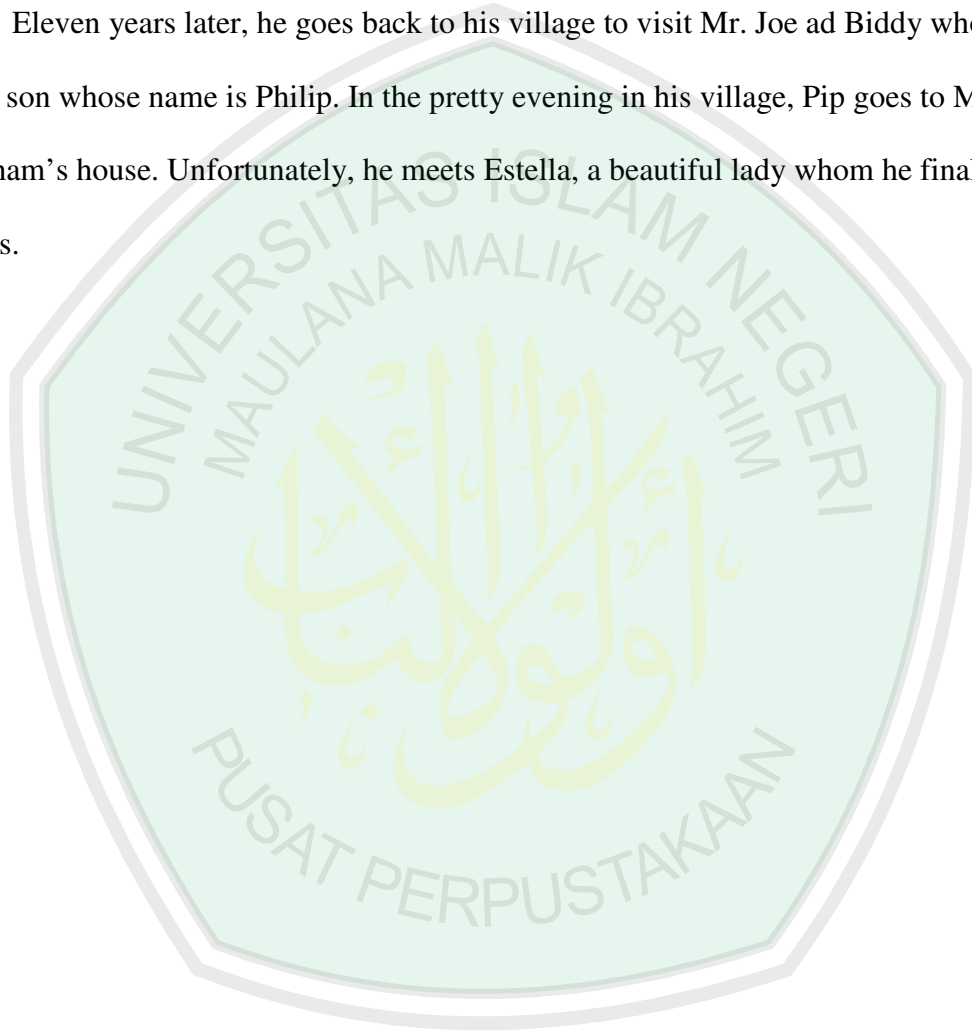 Eleven years later, he goes back to his village to visit Mr. Joe ad Biddy who
son whose name is Philip. In the pretty evening in his village, Pip goes to M
ham's house. Unfortunately, he meets Estella, a beautiful lady whom he final
s.
UNIVERSITAS ISLAM NEGERI
MAULANA MALIK IBRAHIM
أولوا الألباب
PUSAT PERPUSTAKAAN